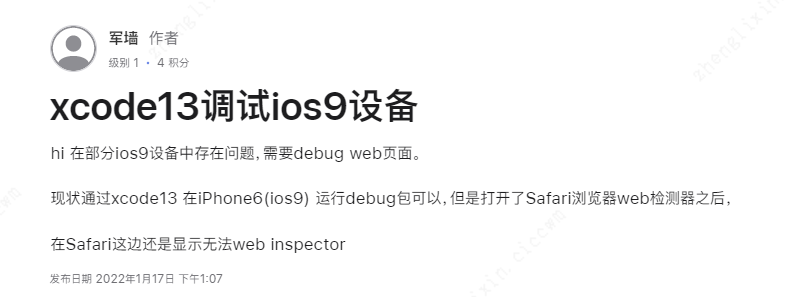 军墙 作者
级别 1 • 4 积分
xcode13调试ios9设备
hi 在部分ios9设备中存在问题，需要debug web页面。
现状通过xcode13 在iPhone6(ios9) 运行debug包可以，但是打开了Safari浏览器web检测器之后，
在Safari这边还是显示无法web inspector
发布日期 2022年1月17日 下午1:07
zhenglixin